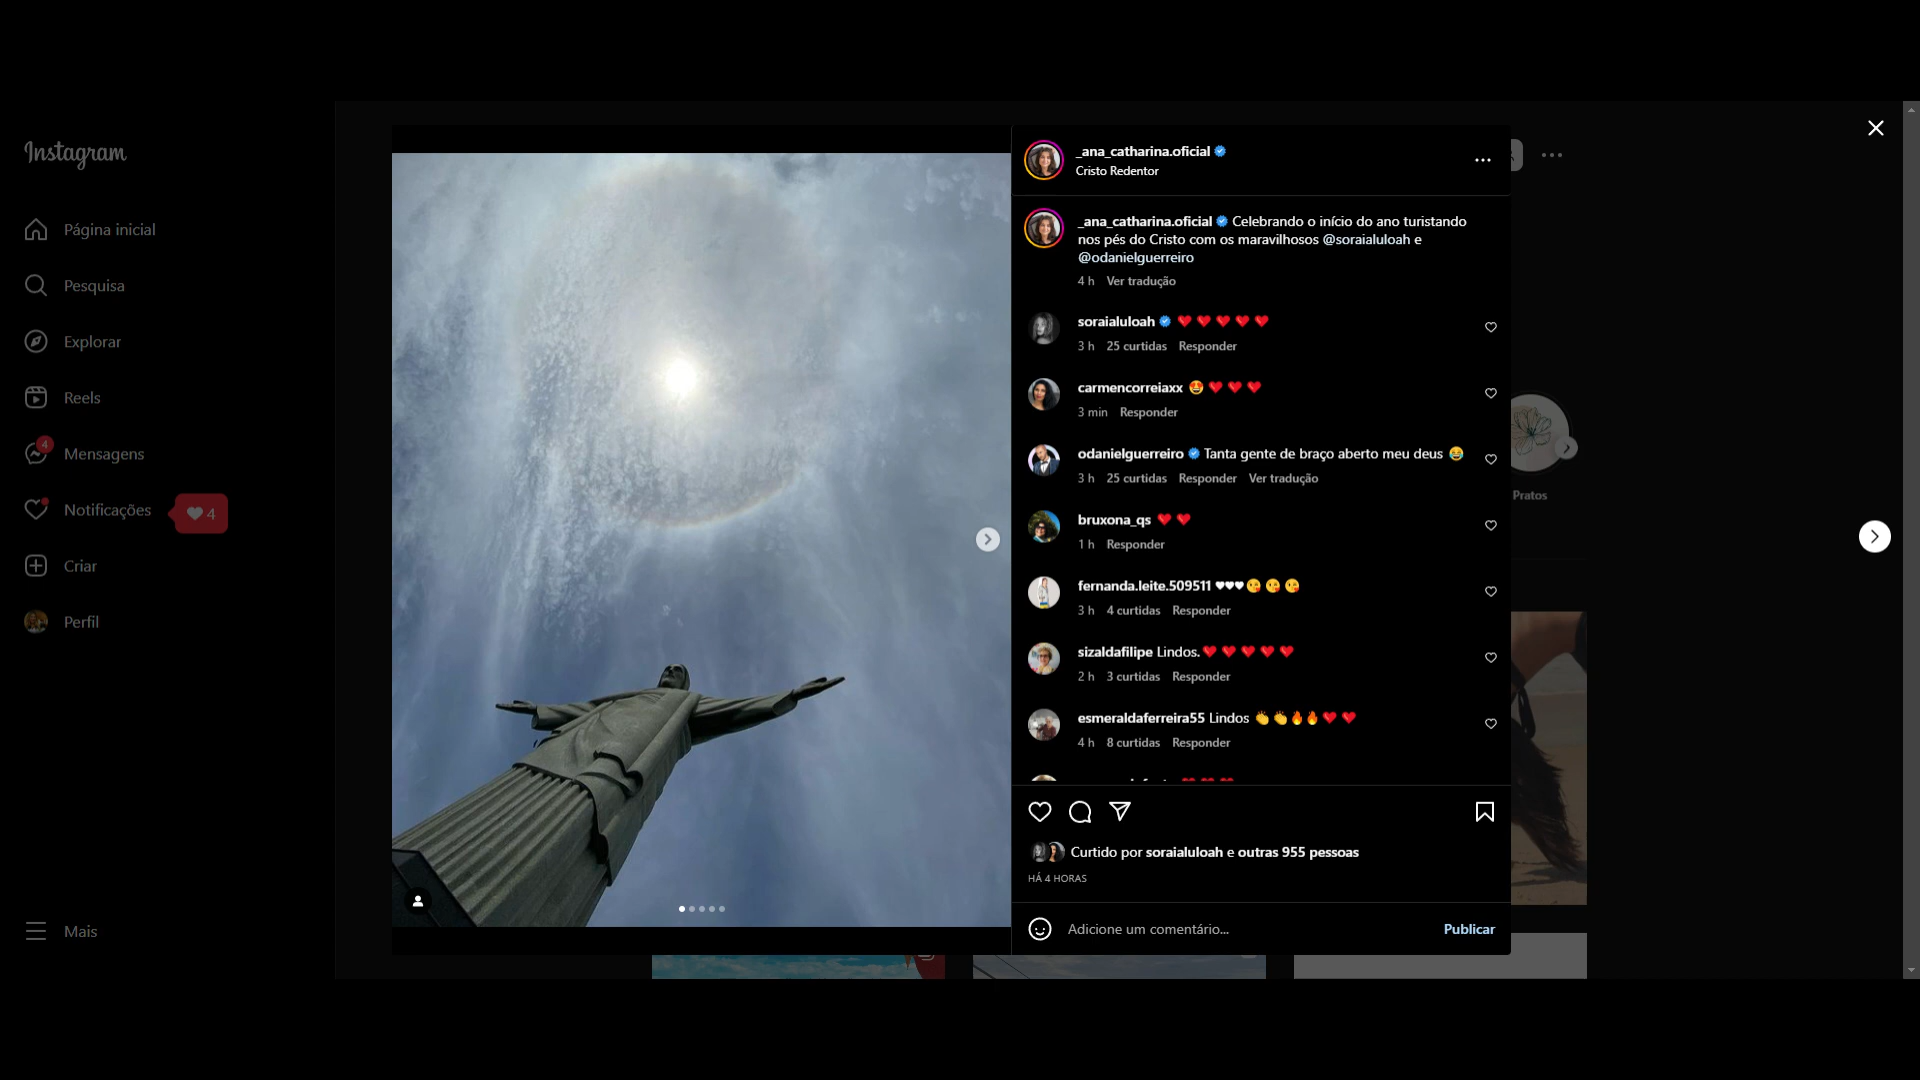 Instagram
Página inicial
Pesquisa
Explorar
Reels
4
Mensagens
Notificações
4
Criar
Perfil
Mais
_ana_catharina.oficial
Cristo Redentor
_ana_catharina.oficial Celebrando o início do ano turistando
nos pés do Cristo com os maravilhosos @soraialuloah e
@odanielguerreiro
4 h Ver tradução
soraialuloah ❤️❤️❤️❤️❤️
3 h 25 curtidas Responder
carmencorreiaxx 😍❤️❤️❤️
3 min Responder
odanielguerreiro Tanta gente de braço aberto meu deus 😂
3 h 25 curtidas Responder Ver tradução
bruxona_qs ❤️❤️
1 h Responder
fernanda.leite.509511 ♥♥♥😘😘😘
3 h 4 curtidas Responder
sizaldafilipe Lindos.❤️❤️❤️❤️❤️
2 h 3 curtidas Responder
esmeraldaferreira55 Lindos 👏👏🔥🔥❤️❤️
4 h 8 curtidas Responder
Curtido por soraialuloah e outras 955 pessoas
HÁ 4 HORAS
Adicione um comentário...
Publicar
Pratos